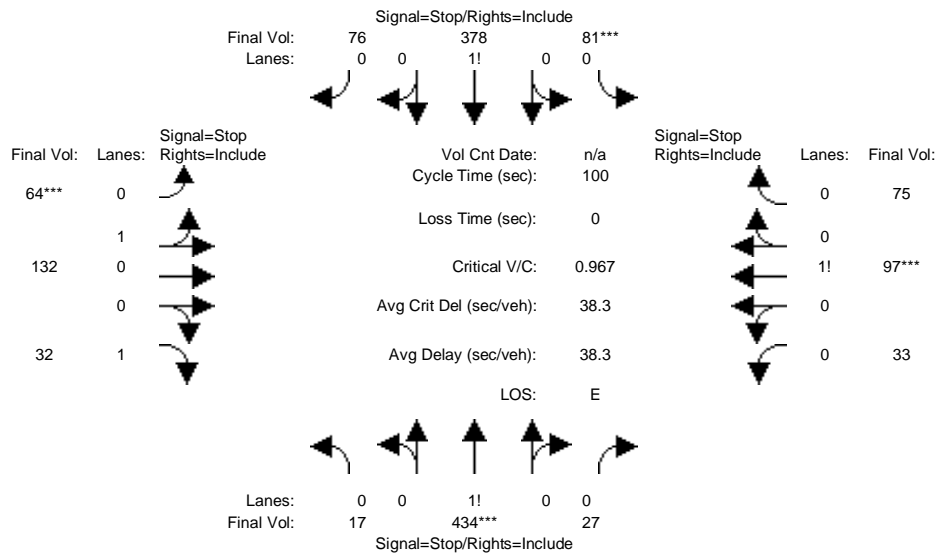 Signal=Stop/Rights=Include
Final Vol: 76 378 81***
Lanes: 0 0 1! 0 0
Signal=Stop
Final Vol: Lanes: Rights=Include
Vol Cnt Date: n/a
Signal=Stop
Rights=Include Lanes: Final Vol:
Cycle Time (sec): 100
64*** 0
0 75
Loss Time (sec): 0
1
0
132 0
Critical V/C: 0.967
1! 97***
0
Avg Crit Del (sec/veh): 38.3
0
32 1
Avg Delay (sec/veh): 38.3
0 33
LOS: E
Lanes: 0 0 1! 0 0
Final Vol: 17 434*** 27
Signal=Stop/Rights=Include